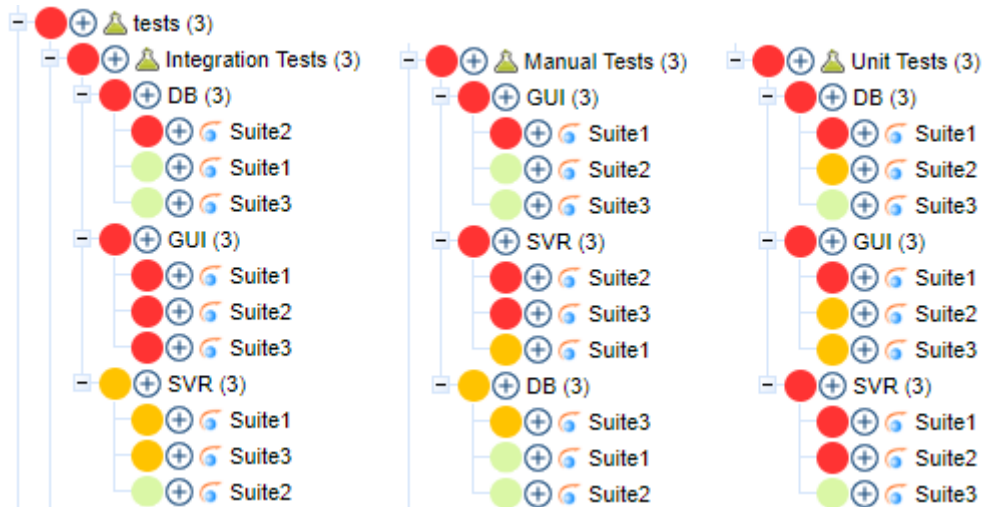 tests (3)
Integration Tests (3)
DB (3)
Suite2
Suite1
Suite3
GUI (3)
Suite1
Suite2
Suite3
SVR (3)
Suite1
Suite3
Suite2
Manual Tests (3)
GUI (3)
Suite1
Suite2
Suite3
SVR (3)
Suite2
Suite3
Suite1
DB (3)
Suite3
Suite1
Suite2
Unit Tests (3)
DB (3)
Suite1
Suite2
Suite3
GUI (3)
Suite1
Suite2
Suite3
SVR (3)
Suite1
Suite2
Suite3